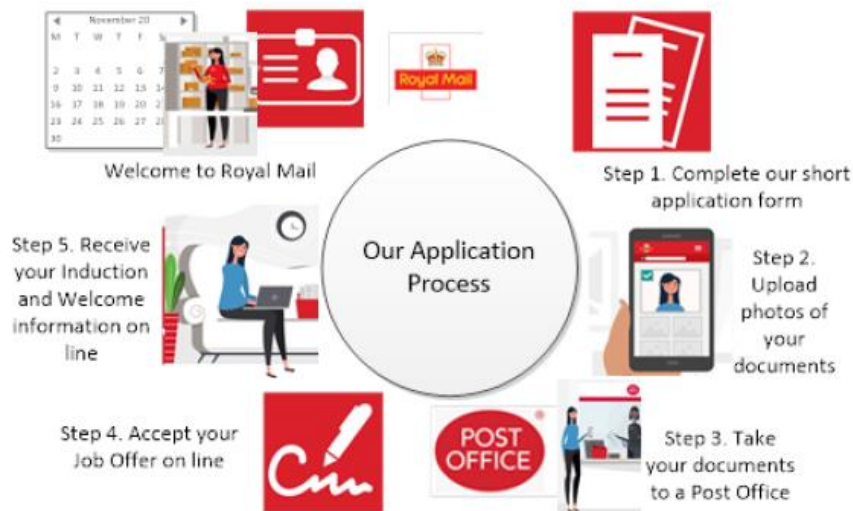 November 20
M T W T F S
2 3 4 5 6 7
9 10 11 12 13 14
16 17 18 19 20 21
23 24 25 26 27 28
30
Royal Mail
Welcome to Royal Mail
Step 1. Complete our short
application form
Our Application
Process
Step 2.
Upload
photos of
your
documents
Step 3. Take
your documents
to a Post Office
POST
OFFICE
Step 4. Accept your
Job Offer on line
Step 5. Receive
your Induction
and Welcome
information on
line